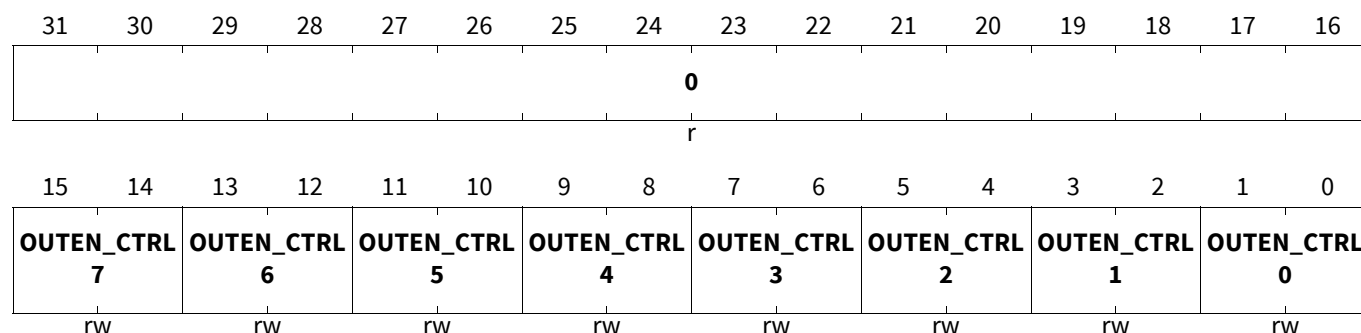 31 30 29 28 27 26 25 24 23 22 21 20 19 18 17 16
0
r
15 14 13 12 11 10 9 8 7 6 5 4 3 2 1 0
OUTEN_CTRL OUTEN_CTRL OUTEN_CTRL OUTEN_CTRL OUTEN_CTRL OUTEN_CTRL OUTEN_CTRL OUTEN_CTRL
7 6 5 4 3 2 1 0
rw rw rw rw rw rw rw rw